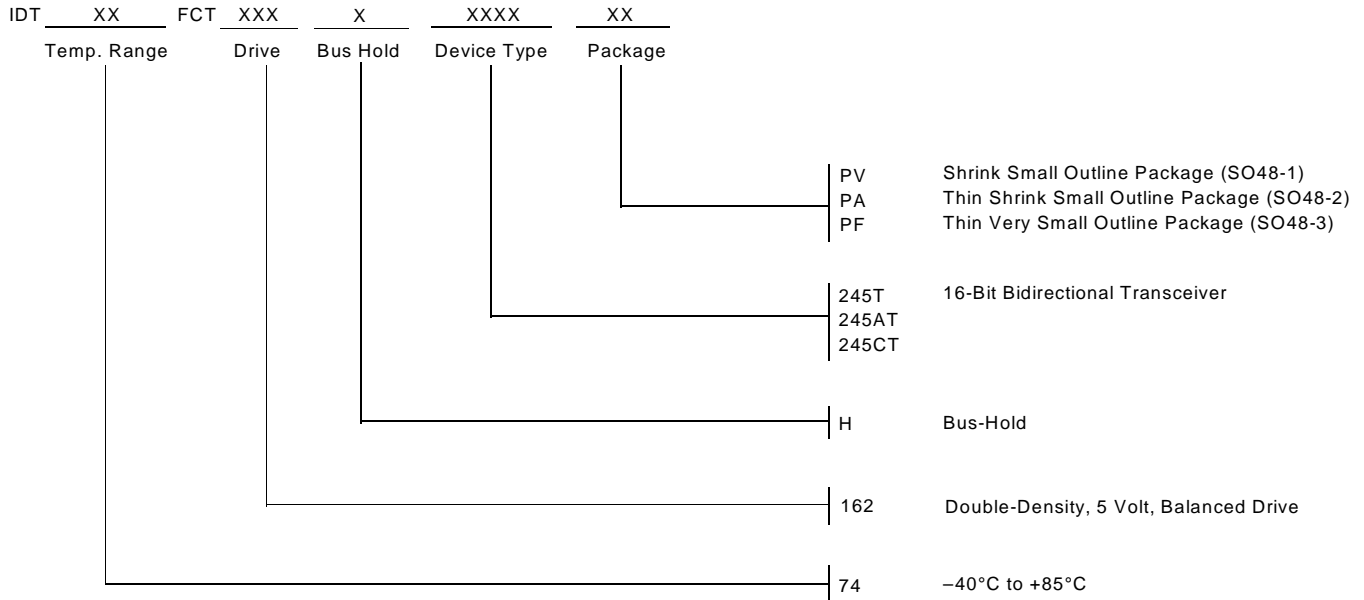 IDT XX FCT XXX X XXXX XX
Temp. Range Drive Bus Hold Device Type Package
PV Shrink Small Outline Package (SO48-1)
PA Thin Shrink Small Outline Package (SO48-2)
PF Thin Very Small Outline Package (SO48-3)
245T 16-Bit Bidirectional Transceiver
245AT
245CT
H Bus-Hold
162 Double-Density, 5 Volt, Balanced Drive
74 –40°C to +85°C